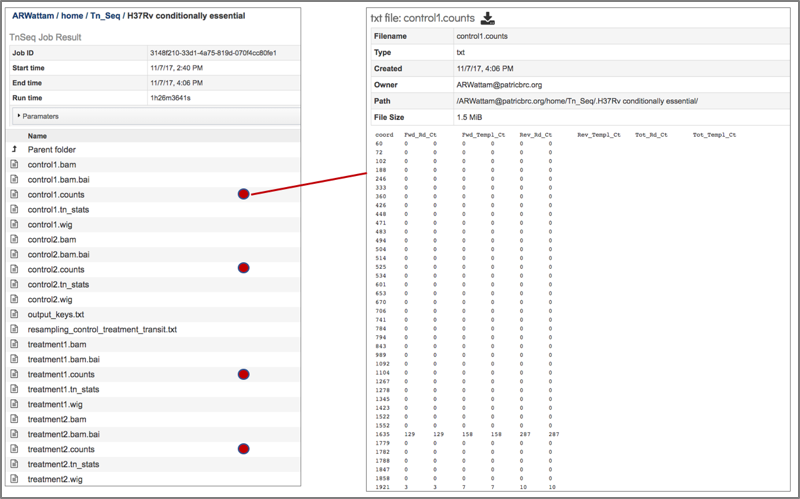 ARWattam / home / Tn_Seq / H37Rv conditionally essential
TnSeq Job Result
Job ID 3148f210-33d1-4a75-819d-070f4cc80fe1
Start time 11/7/17, 2:40 PM
End time 11/7/17, 4:06 PM
Run time 1h26m3641s
Paramaters
Name
Parent folder
control1.bam
control1.bam.bai
control1.counts
control1.tn_stats
control1.wig
control2.bam
control2.bam.bai
control2.counts
control2.tn_stats
control2.wig
output_keys.txt
resampling_control_treatment_transit.txt
treatment1.bam
treatment1.bam.bai
treatment1.counts
treatment1.tn_stats
treatment1.wig
treatment2.bam
treatment2.bam.bai
treatment2.counts
treatment2.tn_stats
treatment2.wig
txt file: control1.counts
Filename control1.counts
Type txt
Created 11/7/17, 4:06 PM
Owner ARWattam@patricbrc.org
Path /ARWattam@patricbrc.org/home/Tn_Seq/.H37Rv conditionally essential/
File Size 1.5 MiB
coord Fwd_Rd_Ct Fwd_Templ_Ct Rev_Rd_Ct Rev_Templ_Ct Tot_Rd_Ct Tot_Templ_Ct
60 0 0 0 0 0 0
72 0 0 0 0 0 0
102 0 0 0 0 0 0
188 0 0 0 0 0 0
246 0 0 0 0 0 0
333 0 0 0 0 0 0
360 0 0 0 0 0 0
426 0 0 0 0 0 0
448 0 0 0 0 0 0
471 0 0 0 0 0 0
483 0 0 0 0 0 0
494 0 0 0 0 0 0
504 0 0 0 0 0 0
514 0 0 0 0 0 0
525 0 0 0 0 0 0
534 0 0 0 0 0 0
601 0 0 0 0 0 0
653 0 0 0 0 0 0
670 0 0 0 0 0 0
706 0 0 0 0 0 0
741 0 0 0 0 0 0
784 0 0 0 0 0 0
794 0 0 0 0 0 0
843 0 0 0 0 0 0
989 0 0 0 0 0 0
1092 0 0 0 0 0 0
1104 0 0 0 0 0 0
1267 0 0 0 0 0 0
1278 0 0 0 0 0 0
1345 0 0 0 0 0 0
1423 0 0 0 0 0 0
1522 0 0 0 0 0 0
1552 0 0 0 0 0 0
1635 129 129 158 158 287 287
1779 0 0 0 0 0 0
1782 0 0 0 0 0 0
1788 0 0 0 0 0 0
1847 0 0 0 0 0 0
1858 0 0 0 0 0 0
1921 3 3 7 7 10 10